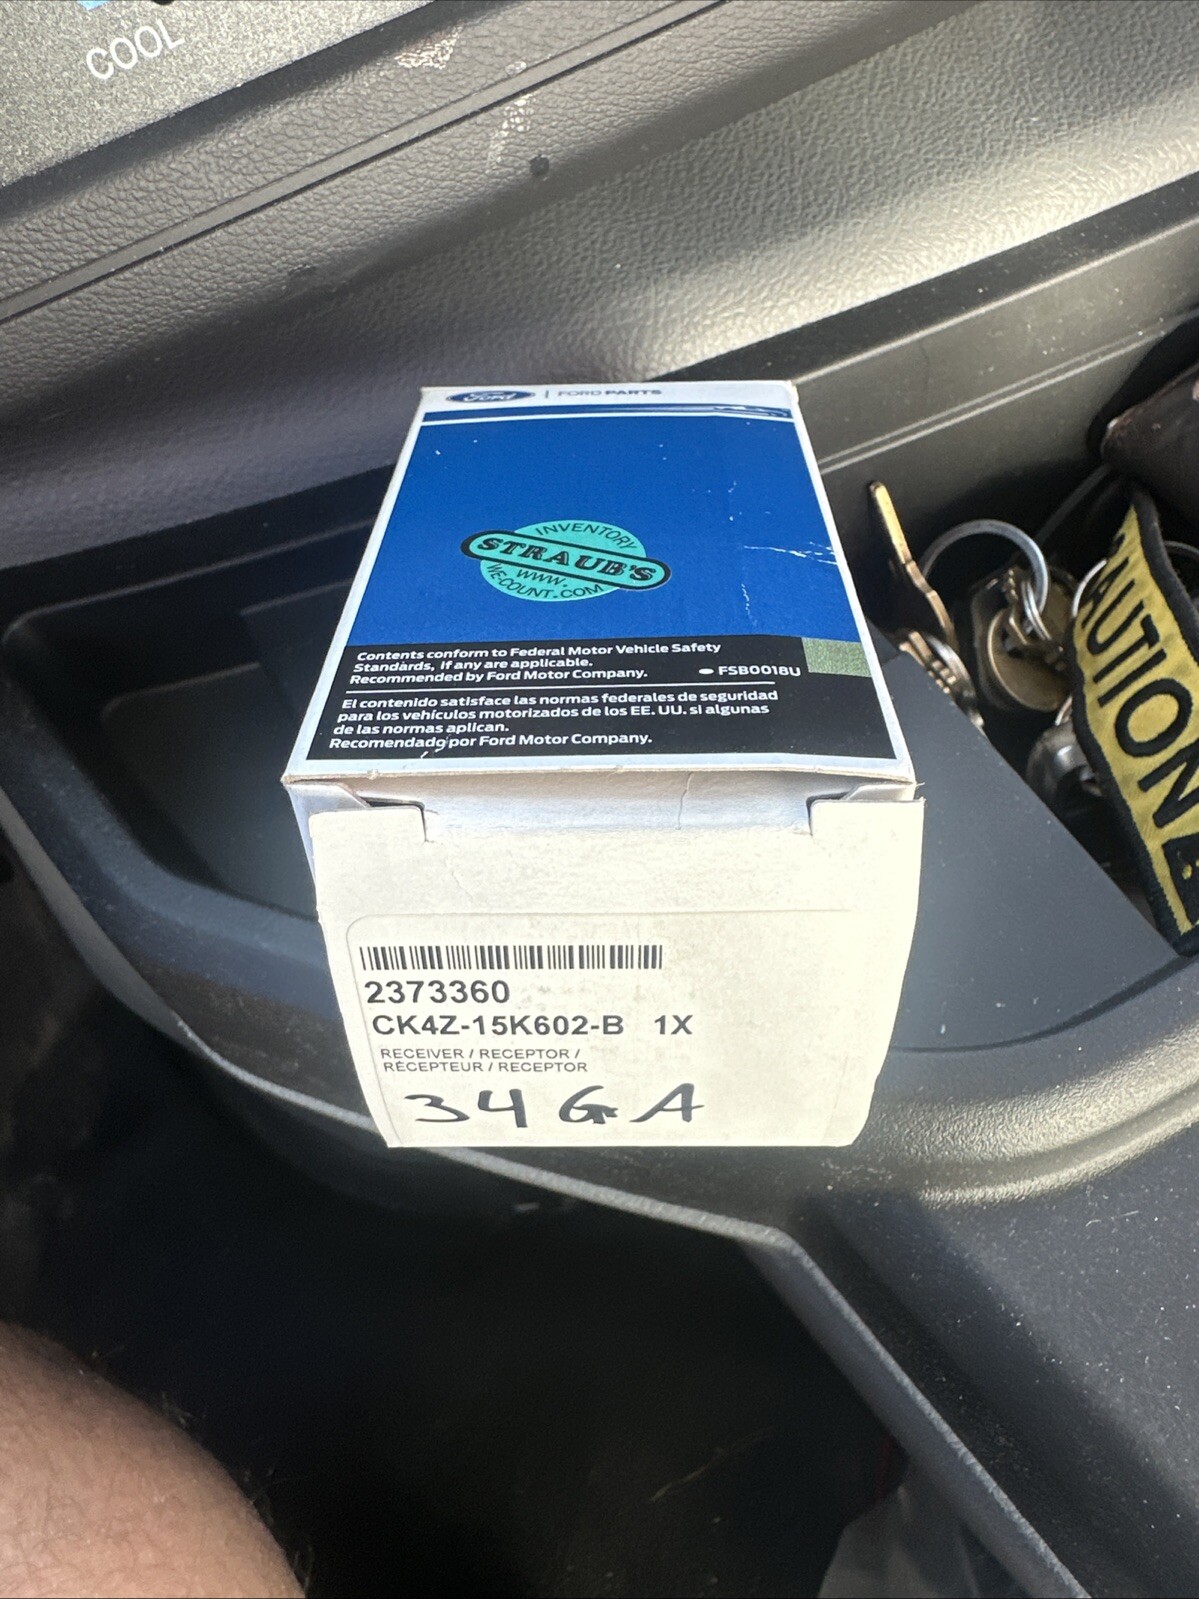 COOL
Ford | FORD PARTS
INVENTORY
STRAUB'S
WWW.
WE-COUNT.COM
Contents conform to Federal Motor Vehicle Safety
Standards, if any are applicable.
Recommended by Ford Motor Company.
FSB0018U
El contenido satisface las normas federales de seguridad
para los vehículos motorizados de los EE. UU. si algunas
de las normas aplican.
Recomendado por Ford Motor Company.
2373360
CK4Z-15K602-B 1X
RECEIVER / RECEPTOR /
RÉCEPTEUR / RECEPTOR
34 G A
CAUTION